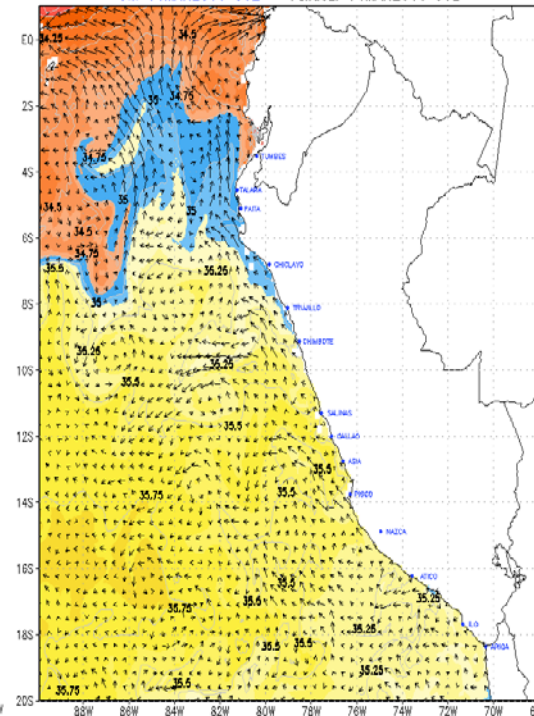 EQ
34.25
34.5
2S
35
34.75
4S
34.75
TUMBES
TALARA
35
35
PAITA
34.5
34.5
6S
34.75
35.5
35.25
CHICLAYO
8S
35
TRUJILLO
CHIMBOTE
35.25
35.25
10S
35.5
SALINAS
35.5
12S
CALLAO
ASIA
35.5
14S
35.75
35.5
PISCO
NAZCA
16S
ATICO
35.5
35.25
35.75
35.5
ILO
35.25
18S
35.5
35.5
ARICA
35.25
35.5
35.75
20S
88W 86W 84W 82W 80W 78W 76W 74W 72W 70W